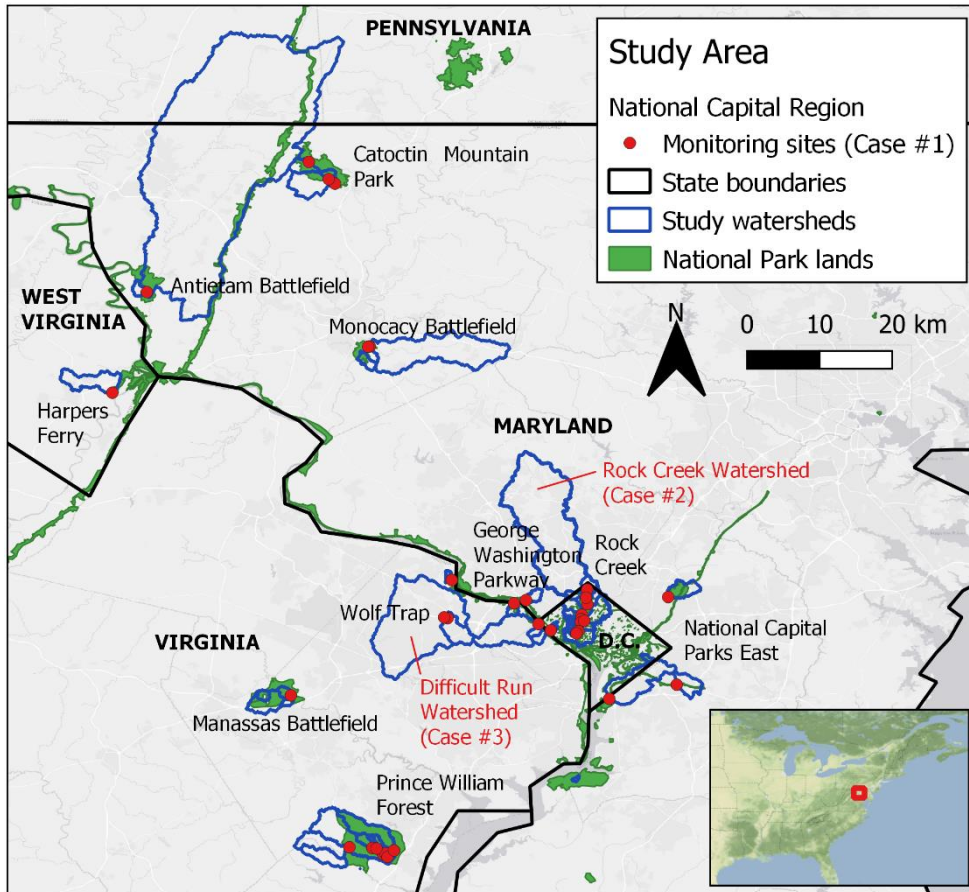 PENNSYLVANIA
Study Area
National Capital Region
Monitoring sites (Case #1)
State boundaries
Study watersheds
National Park lands
Catoctin Mountain
Park
Antietam Battlefield
WEST
VIRGINIA
Monocacy Battlefield
N
0 10 20 km
Harpers
Ferry
MARYLAND
Rock Creek Watershed
(Case #2)
George
Washington
Parkway
Rock
Creek
Wolf Trap
D.C.
VIRGINIA
National Capital
Parks East
Difficult Run
Watershed
(Case #3)
Manassas Battlefield
Prince William
Forest